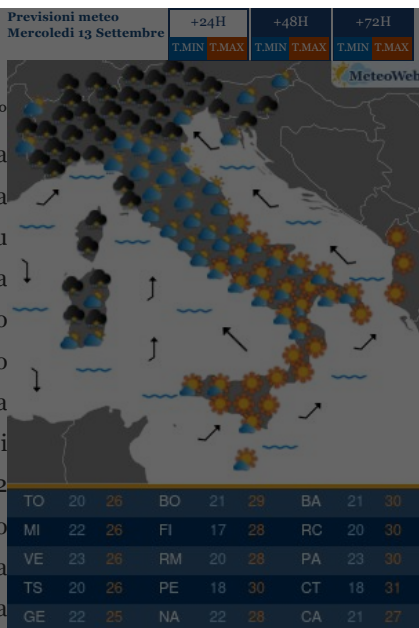 Previsioni meteo
Mercoledi 13 Settembre
+24H +48H +72H
T.MIN T.MAX T.MIN T.MAX T.MIN T.MAX
MeteoWeb
TO 20 26 BO 21 29 BA 21 30
MI 22 26 FI 17 28 RC 20 30
VE 23 26 RM 20 28 PA 23 30
TS 20 26 PE 18 30 CT 18 31
GE 22 25 NA 22 28 CA 21 27